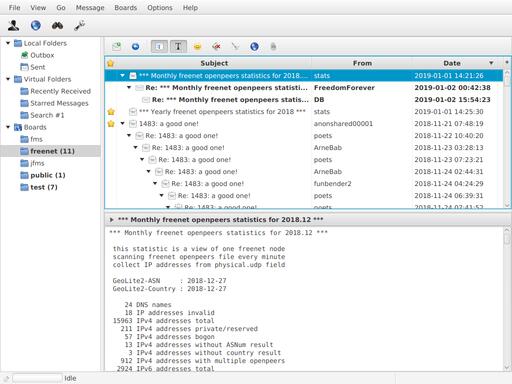 File View Go Message Boards Options Help
Local Folders
Outbox
Sent
Virtual Folders
Recently Received
Starred Messages
Search #1
Boards
fms
freenet (11)
jfms
public (1)
test (7)
Subject From Date
*** Monthly freenet openpeers statistics for 2018.... stats 2019-01-01 14:21:26
Re: *** Monthly freenet openpeers statisti... FreedomForever 2019-01-02 00:42:38
Re: *** Monthly freenet openpeers statis... DB 2019-01-02 15:54:23
*** Yearly freenet openpeers statistics for 2018 *** stats 2019-01-01 14:25:30
1483: a good one! anonshared00001 2018-11-21 07:48:19
Re: 1483: a good one! poets 2018-11-22 10:40:20
Re: 1483: a good one! ArneBab 2018-11-23 03:28:13
Re: 1483: a good one! poets 2018-11-23 07:23:21
Re: 1483: a good one! ArneBab 2018-11-24 02:44:31
Re: 1483: a good one! funbender2 2018-11-24 04:24:29
Re: 1483: a good one! poets 2018-11-24 06:39:31
Re: 1483: a good one! poets 2018-11-24 07:41:52
*** Monthly freenet openpeers statistics for 2018.12 ***
*** Monthly freenet openpeers statistics for 2018.12 ***
this statistic is a view of one freenet node
scanning freenet openpeers file every minute
collect IP addresses from physical.udp field
GeoLite2-ASN : 2018-12-27
GeoLite2-Country : 2018-12-27
24 DNS names
18 IP addresses invalid
15963 IPv4 addresses total
211 IPv4 addresses private/reserved
57 IPv4 addresses bogon
13 IPv4 addresses without ASNum result
3 IPv4 addresses without country result
912 IPv4 addresses with multiple openpeers
2924 IPv6 addresses total
Idle